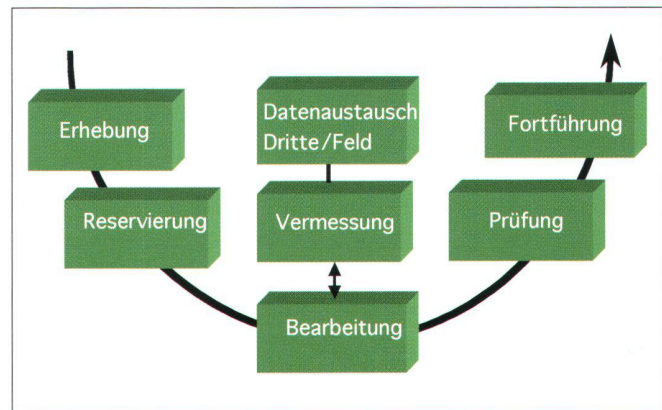 Erhebung
Reservierung
Datenaustausch
Dritte/Feld
Vermessung
Bearbeitung
Prüfung
Fortführung